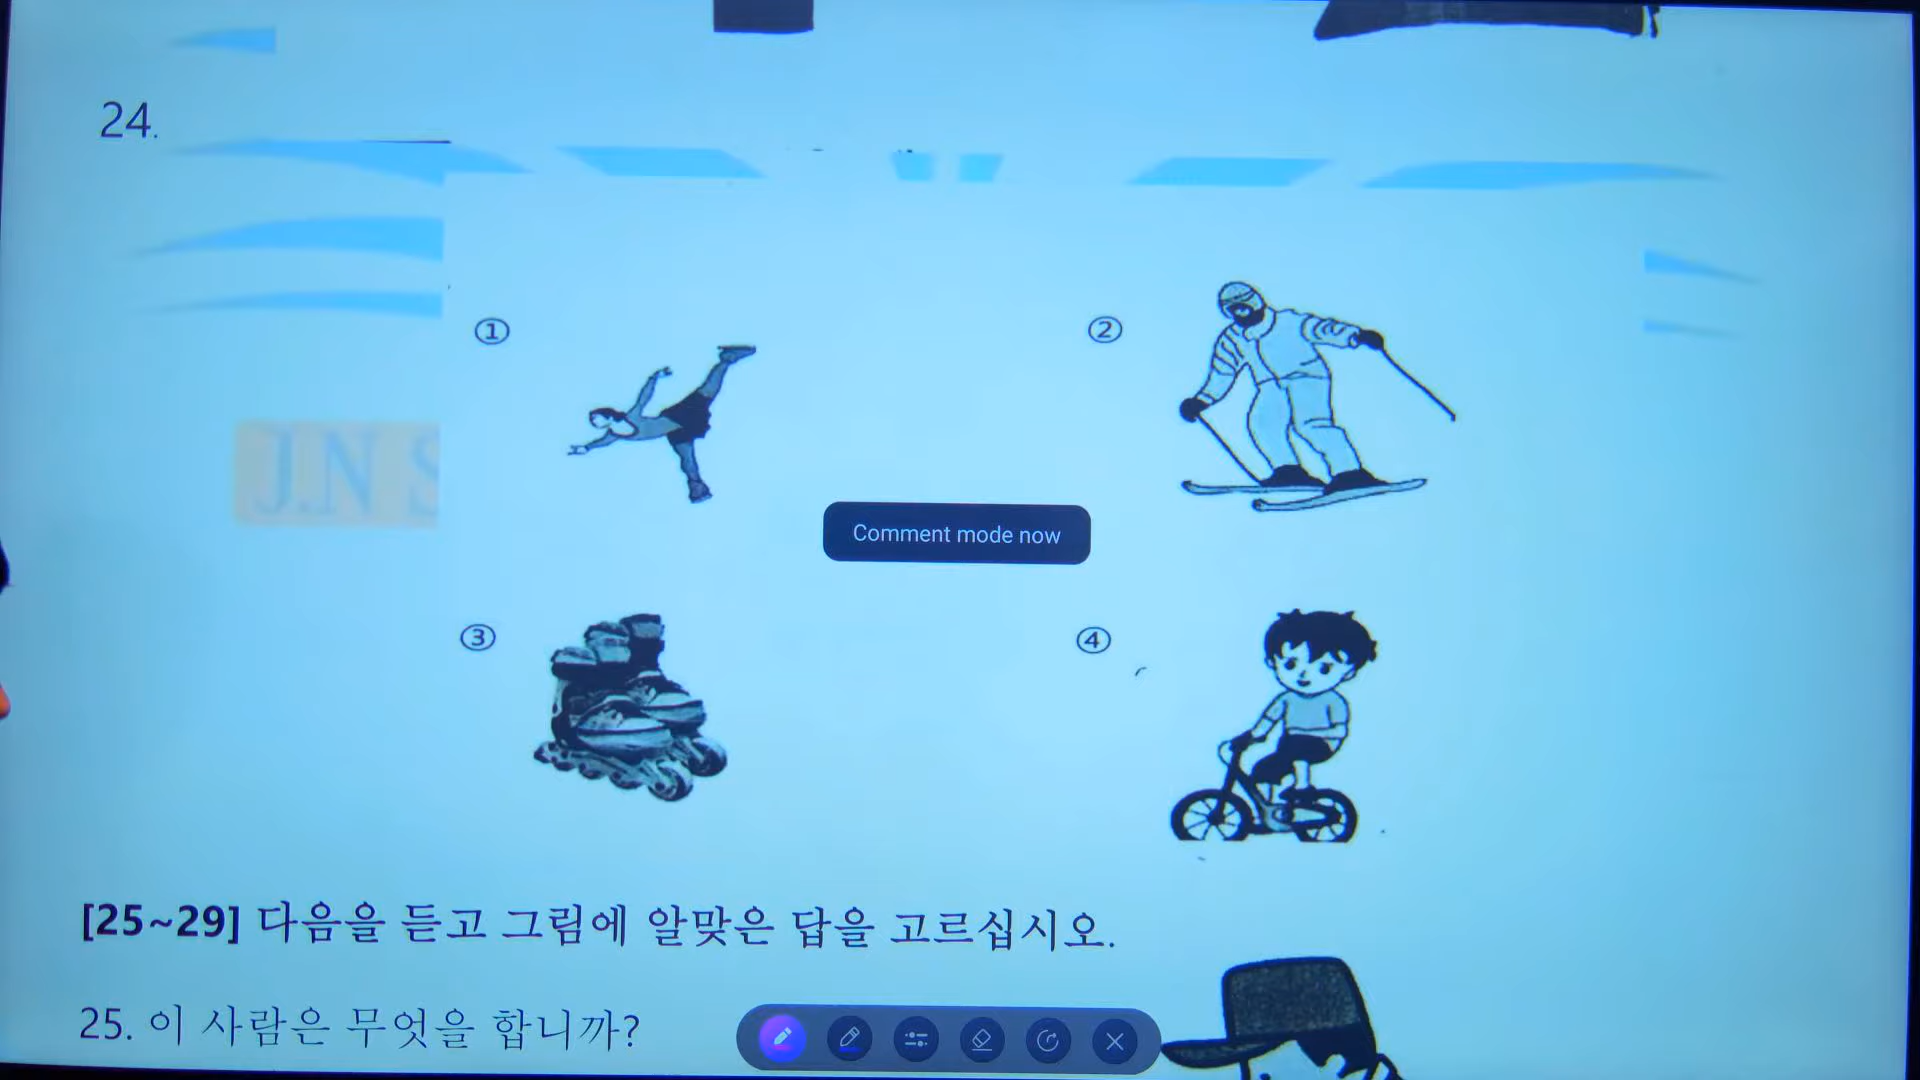 24.
①
②
J.N S
Comment mode now
③
④
[25~29] 다음을 듣고 그림에 알맞은 답을 고르십시오.
25. 이 사람은 무엇을 합니까?